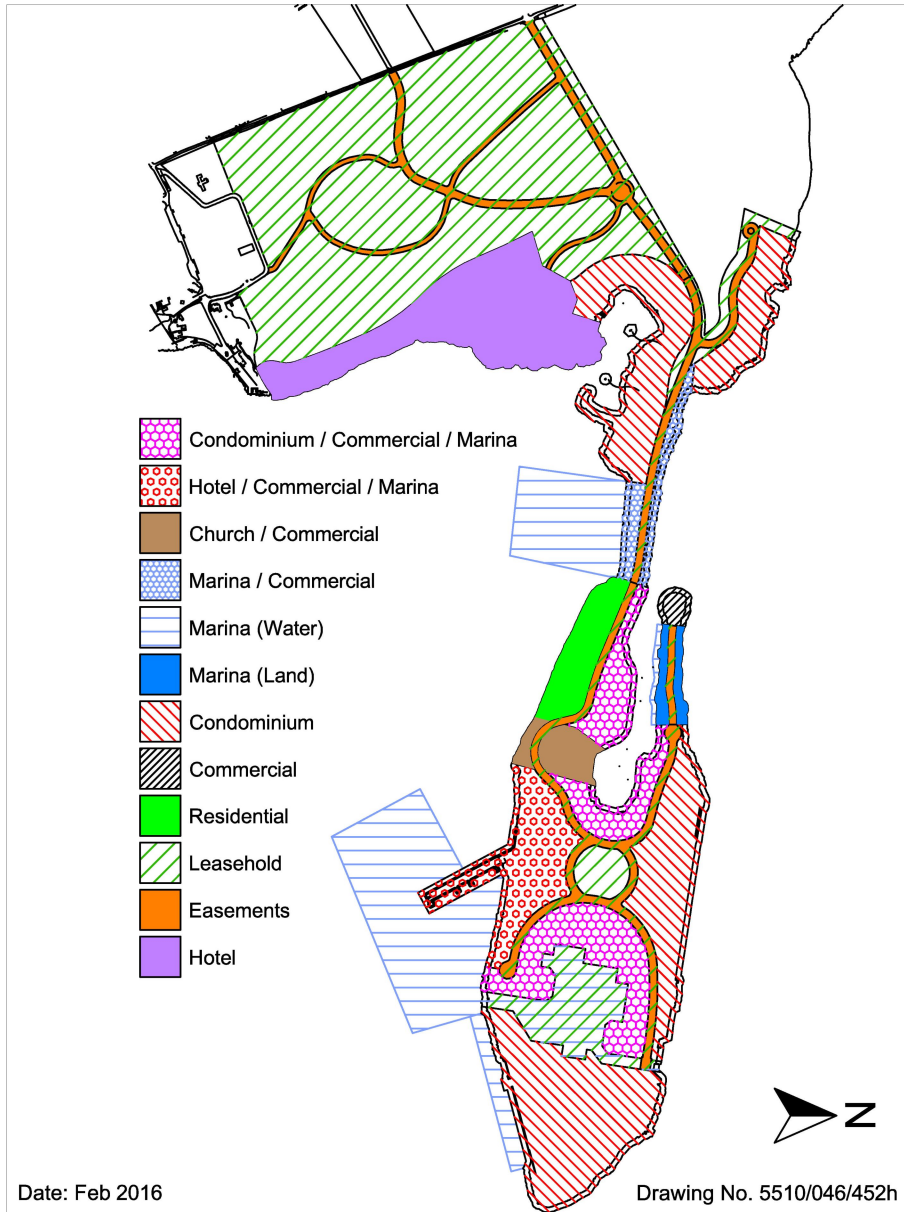 Condominium / Commercial / Marina
Hotel / Commercial / Marina
Church / Commercial
Marina / Commercial
Marina (Water)
Marina (Land)
Condominium
Commercial
Residential
Leasehold
Easements
Hotel
N
Date: Feb 2016
Drawing No. 5510/046/452h